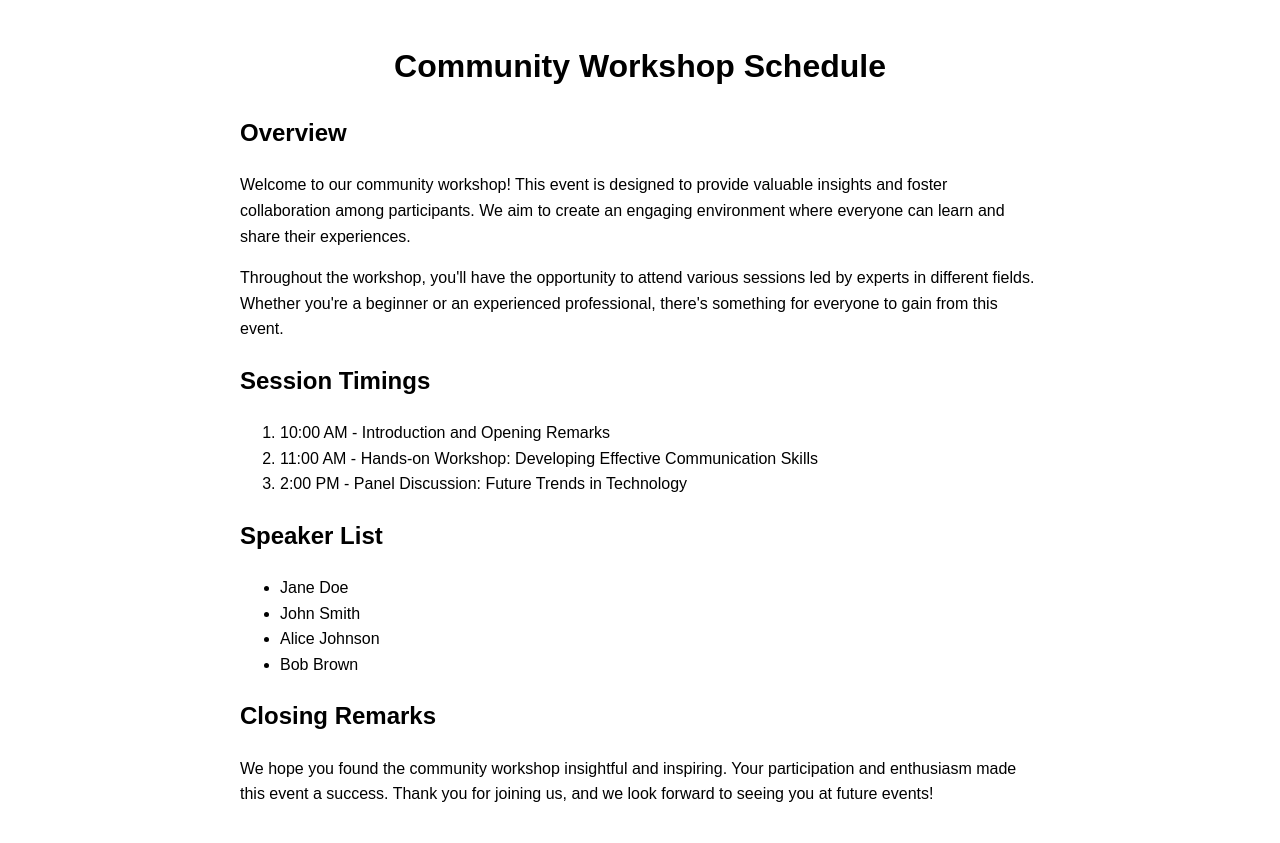 Community Workshop Schedule
Overview
Welcome to our community workshop! This event is designed to provide valuable insights and foster
collaboration among participants. We aim to create an engaging environment where everyone can learn and
share their experiences.
Throughout the workshop, you'll have the opportunity to attend various sessions led by experts in different fields.
Whether you're a beginner or an experienced professional, there's something for everyone to gain from this
event.
Session Timings
1. 10:00 AM - Introduction and Opening Remarks
2. 11:00 AM - Hands-on Workshop: Developing Effective Communication Skills
3. 2:00 PM - Panel Discussion: Future Trends in Technology
Speaker List
• Jane Doe
• John Smith
• Alice Johnson
• Bob Brown
Closing Remarks
We hope you found the community workshop insightful and inspiring. Your participation and enthusiasm made
this event a success. Thank you for joining us, and we look forward to seeing you at future events!